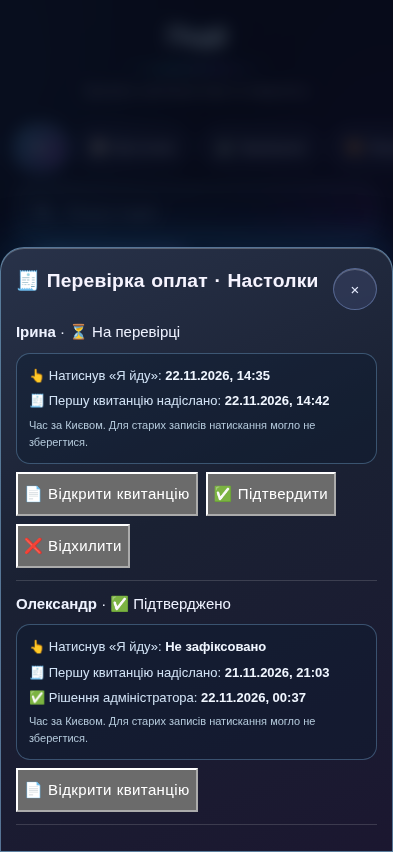 🧾 Перевірка оплат · Настолки
×
Ірина · ⏳ На перевірці
👆 Натиснув «Я йду»: 22.11.2026, 14:35
🧾 Першу квитанцію надіслано: 22.11.2026, 14:42
Час за Києвом. Для старих записів натискання могло не
зберегтися.
📄 Відкрити квитанцію
✅ Підтвердити
❌ Відхилити
Олександр · ✅ Підтверджено
👆 Натиснув «Я йду»: Не зафіксовано
🧾 Першу квитанцію надіслано: 21.11.2026, 21:03
✅ Рішення адміністратора: 22.11.2026, 00:37
Час за Києвом. Для старих записів натискання могло не
зберегтися.
📄 Відкрити квитанцію